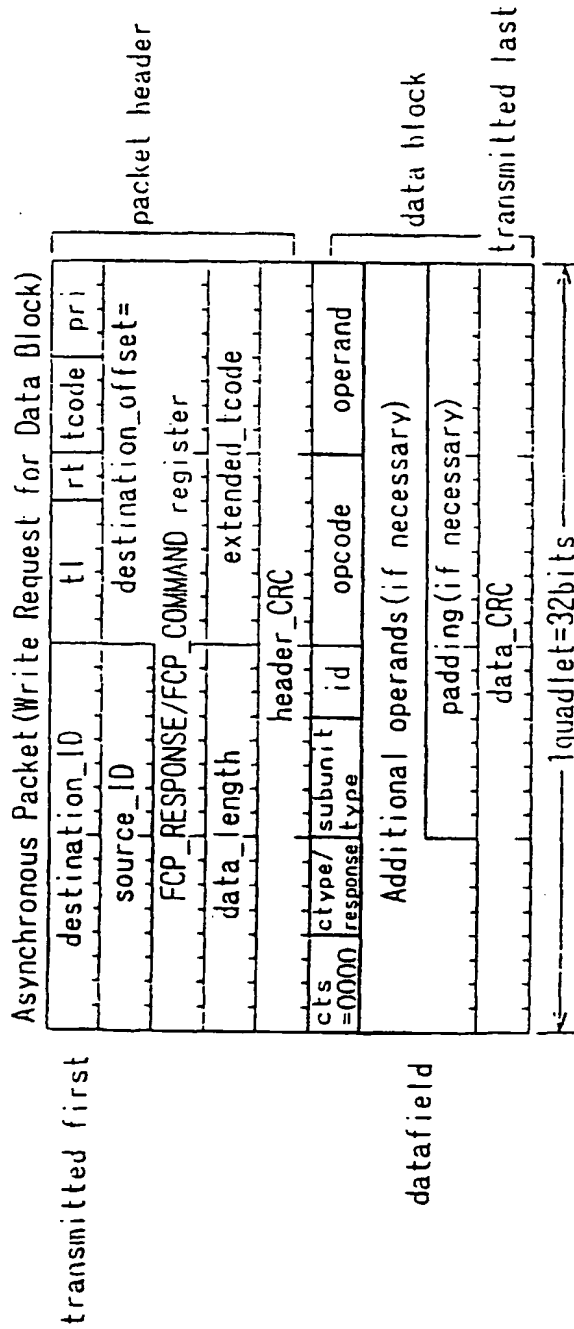 Asynchronous Packet(Write Request for Data Block)
transmitted first
destination_ID tl rt tcode pri
source_ID destination_offset=
FCP_RESPONSE/FCP_COMMAND register
data_length extended_tcode
header_CRC
packet header
cts =0000 ctype/ response subunit type id opcode operand
Additional operands(if necessary)
datafield
padding(if necessary)
data_CRC
data block
transmitted last
1quadlet=32bits